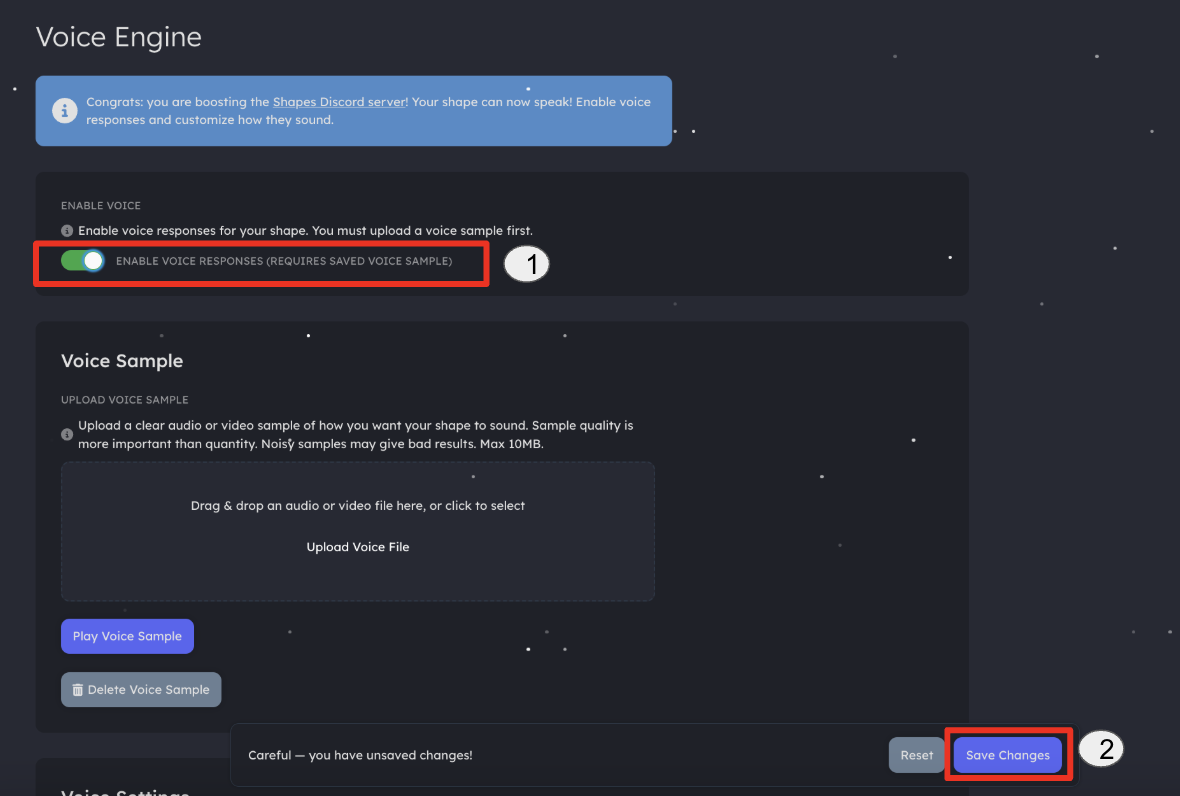 Voice Engine
Congrats: you are boosting the Shapes Discord server! Your shape can now speak! Enable voice
responses and customize how they sound.
ENABLE VOICE
Enable voice responses for your shape. You must upload a voice sample first.
ENABLE VOICE RESPONSES (REQUIRES SAVED VOICE SAMPLE)
1
Voice Sample
UPLOAD VOICE SAMPLE
Upload a clear audio or video sample of how you want your shape to sound. Sample quality is
more important than quantity. Noisy samples may give bad results. Max 10MB.
Drag & drop an audio or video file here, or click to select
Upload Voice File
Play Voice Sample
Delete Voice Sample
Careful — you have unsaved changes!
Reset
Save Changes
2
Voice Settings